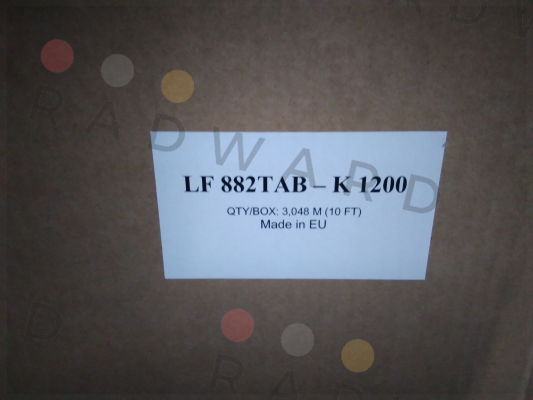 RADWARD
LF 882TAB – K 1200
QTY/BOX: 3,048 M (10 FT)
Made in EU